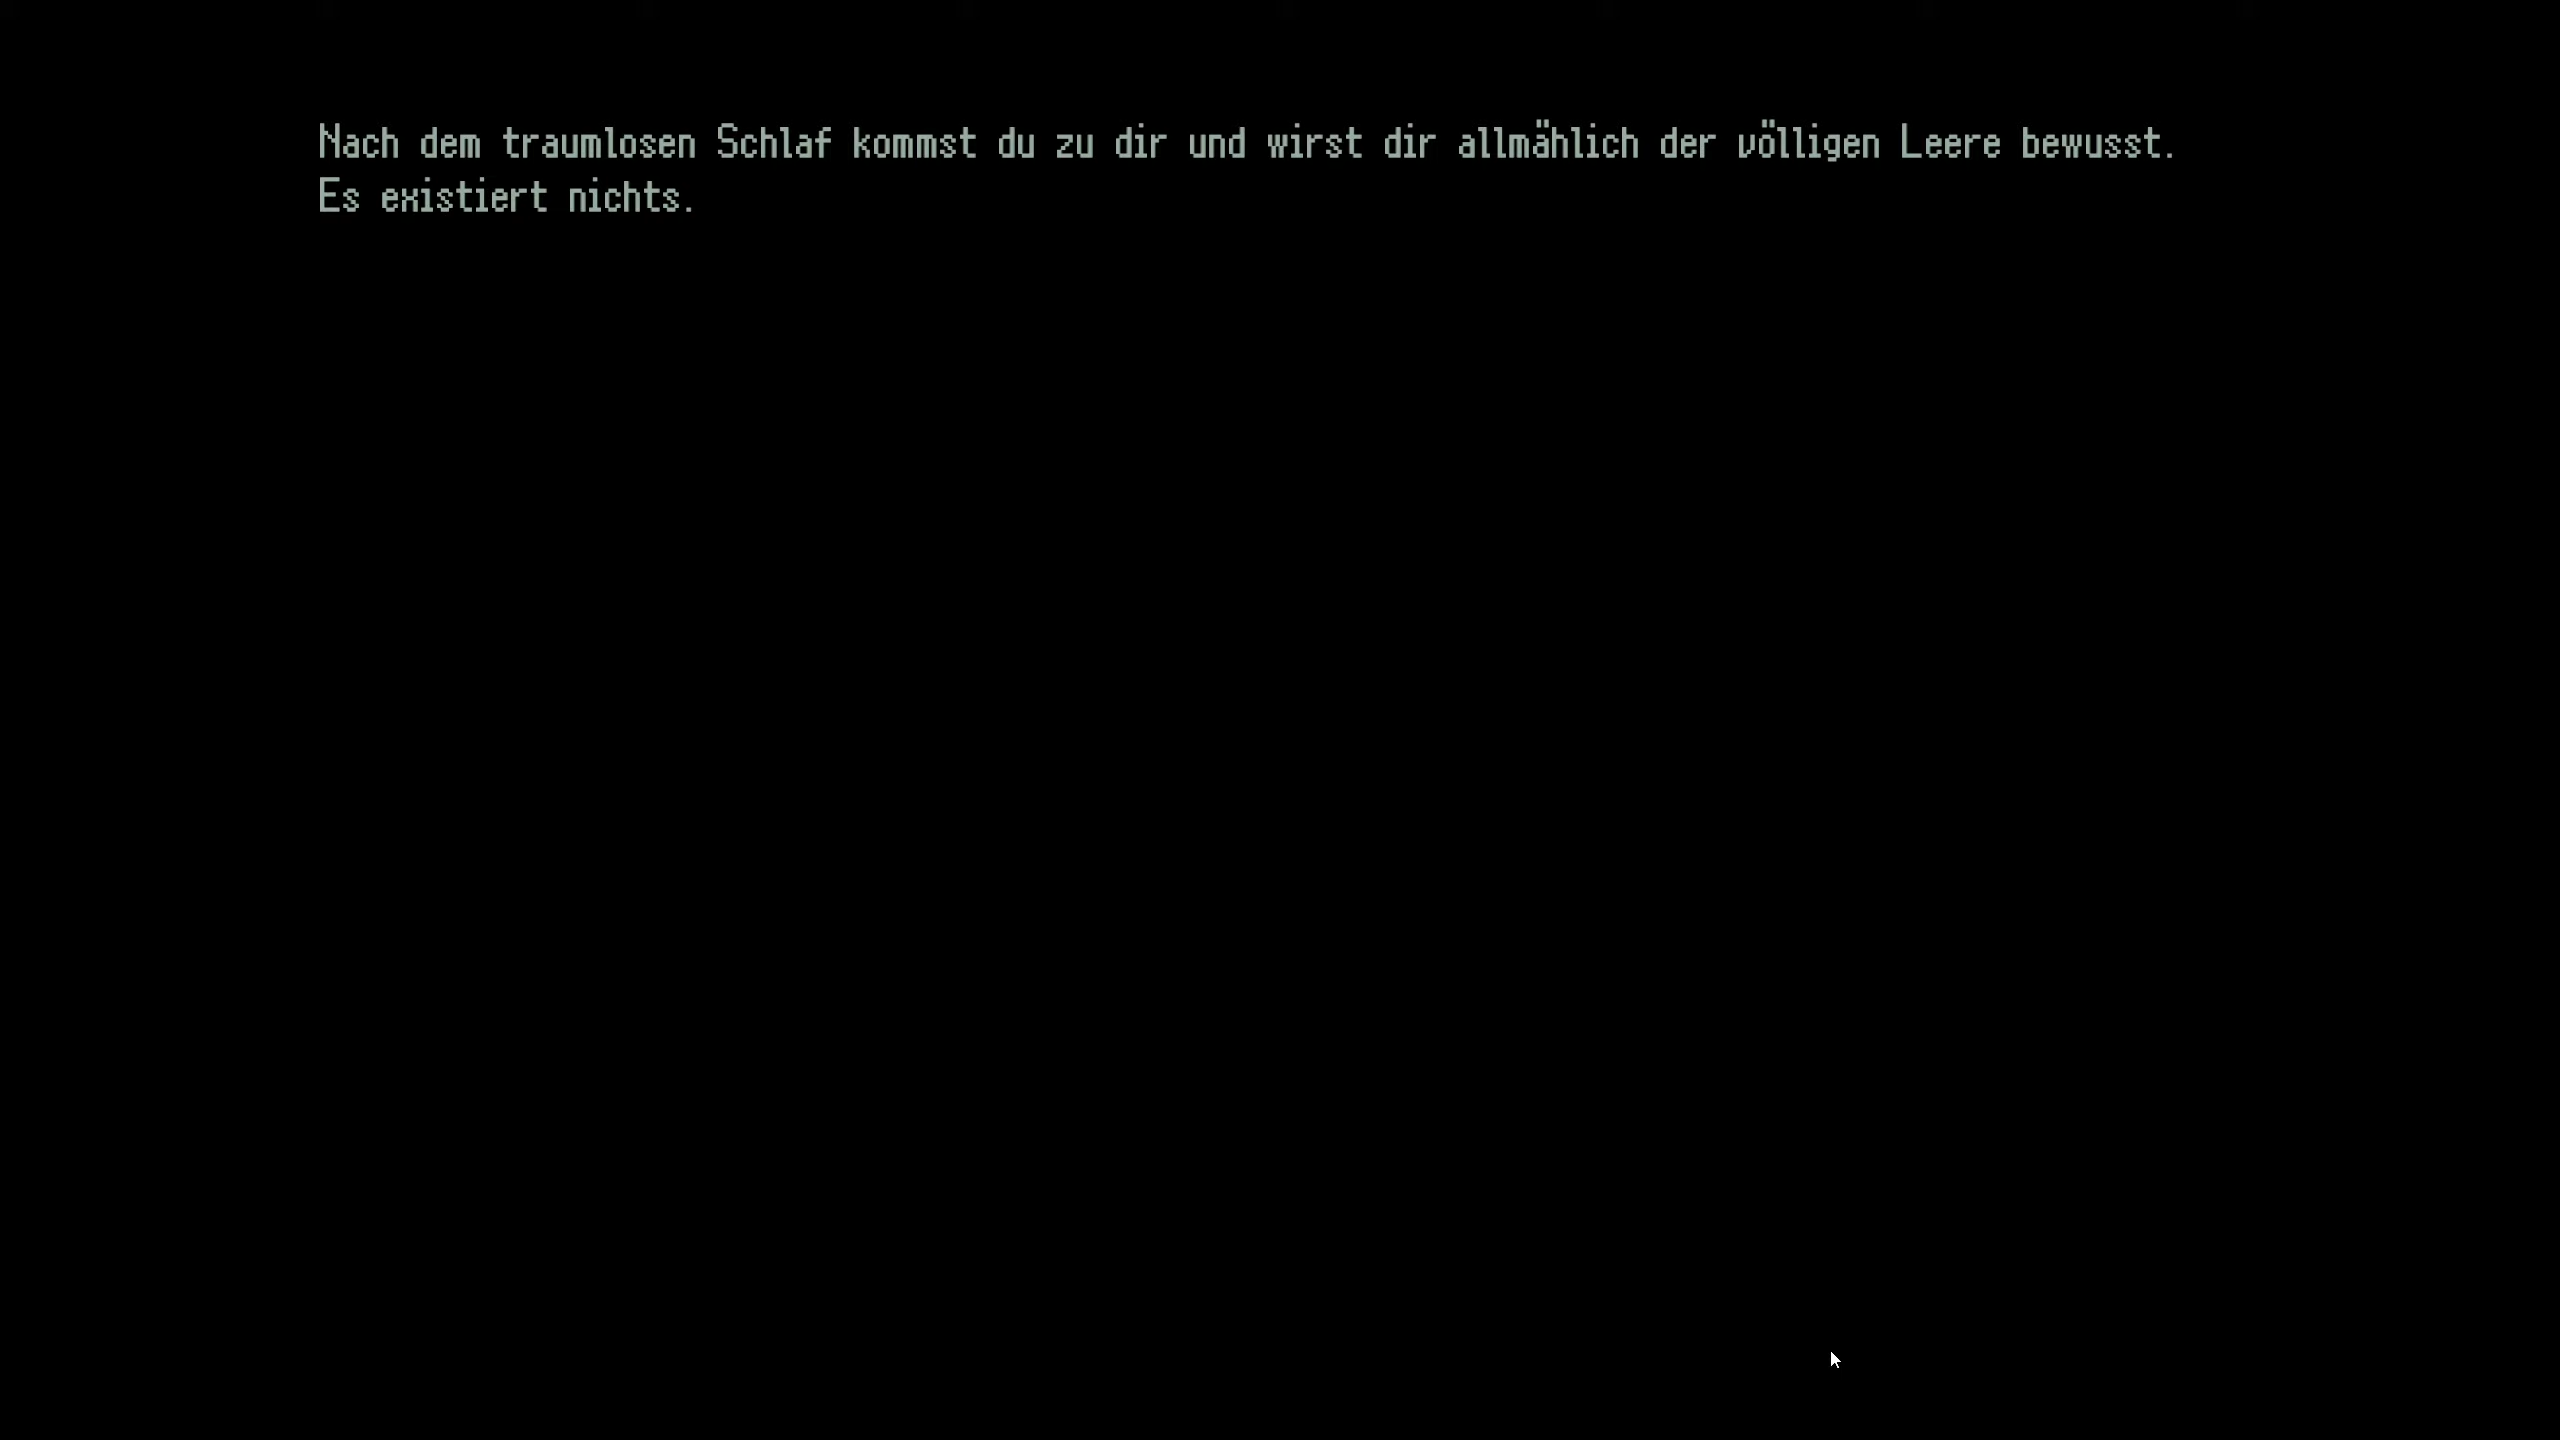 Nach dem traumlosen Schlaf kommst du zu dir und wirst dir allmählich der völligen Leere bewusst.
Es existiert nichts.